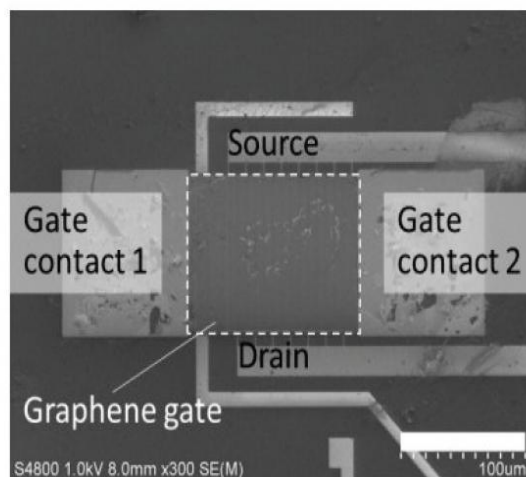 Source
Gate
contact 1
Gate
contact 2
Drain
Graphene gate
S4800 1.0kV 8.0mm x300 SE(M)
100um